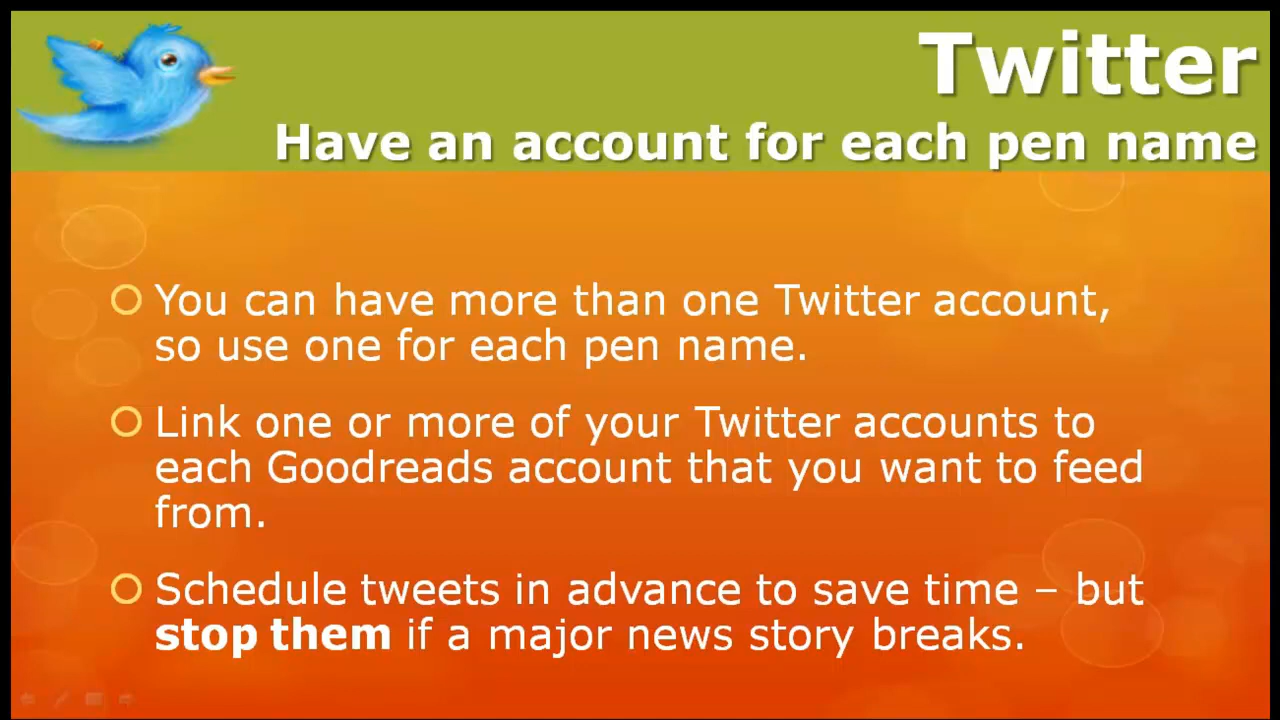 Twitter
Have an account for each pen name
You can have more than one Twitter account,
so use one for each pen name.
Link one or more of your Twitter accounts to
each Goodreads account that you want to feed
from.
Schedule tweets in advance to save time – but
stop them if a major news story breaks.